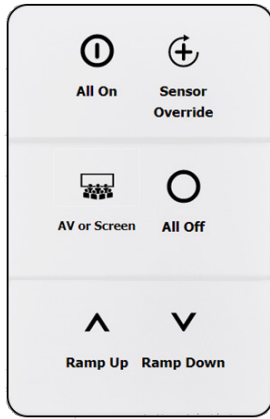 All On
Sensor
Override
AV or Screen
All Off
Ramp Up
Ramp Down